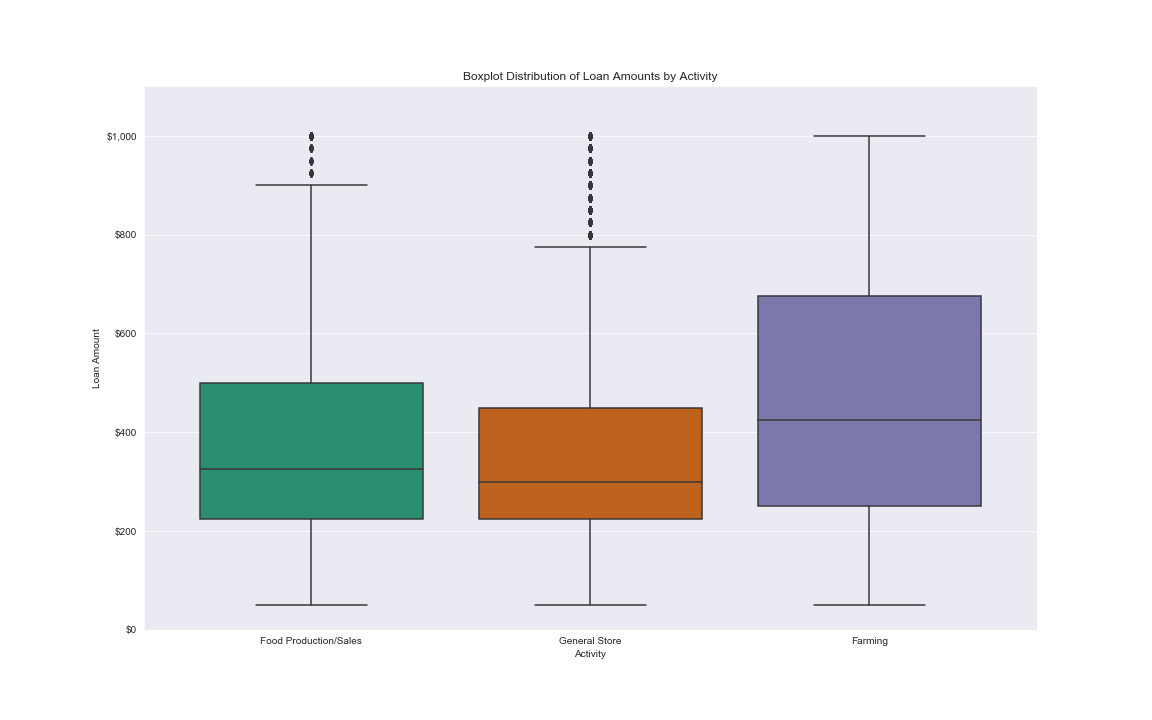 Boxplot Distribution of Loan Amounts by Activity
$1,000
$800
$600
$400
$200
$0
Loan Amount
Food Production/Sales
General Store
Farming
Activity